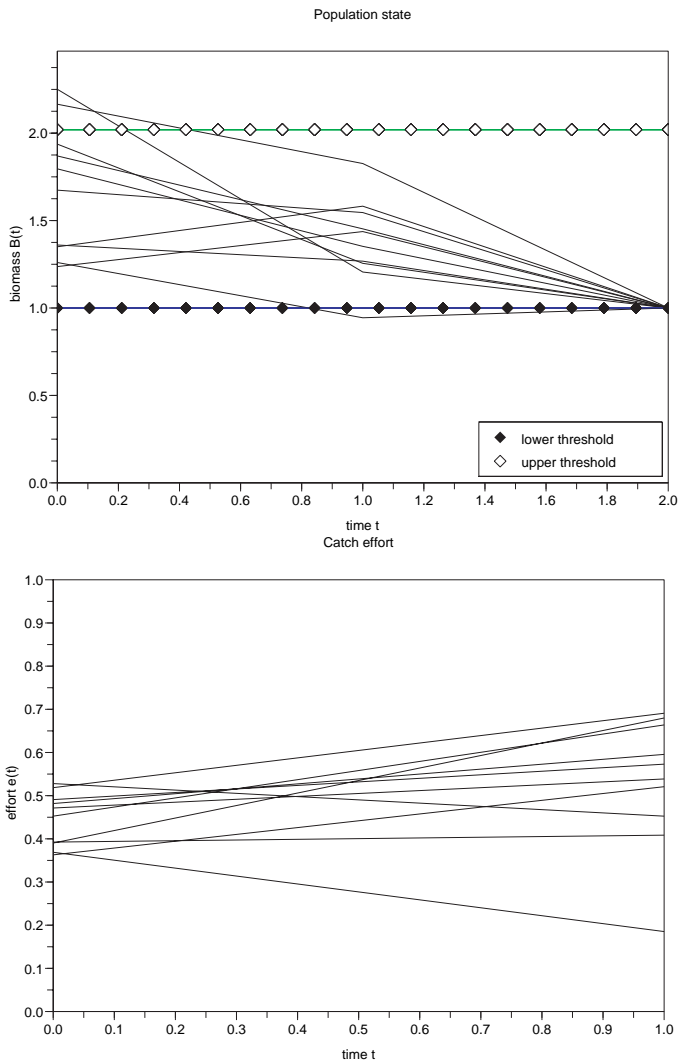 Population state
biomass B(t)
2.0
1.5
1.0
0.5
0.0
lower threshold
upper threshold
0.0 0.2 0.4 0.6 0.8 1.0 1.2 1.4 1.6 1.8 2.0
time t
Catch effort
effort e(t)
1.0
0.9
0.8
0.7
0.6
0.5
0.4
0.3
0.2
0.1
0.0
0.0 0.1 0.2 0.3 0.4 0.5 0.6 0.7 0.8 0.9 1.0
time t